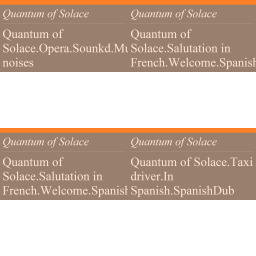 Quantum of Solace
Quantum of
Solace.Opera.Sounkd.Mu
noises
Quantum of Solace
Quantum of
Solace.Salutation in
French.Welcome.Spanish
Quantum of Solace
Quantum of
Solace.Salutation in
French.Welcome.Spanish
Quantum of Solace
Quantum of Solace.Taxi
driver.In
Spanish.SpanishDub